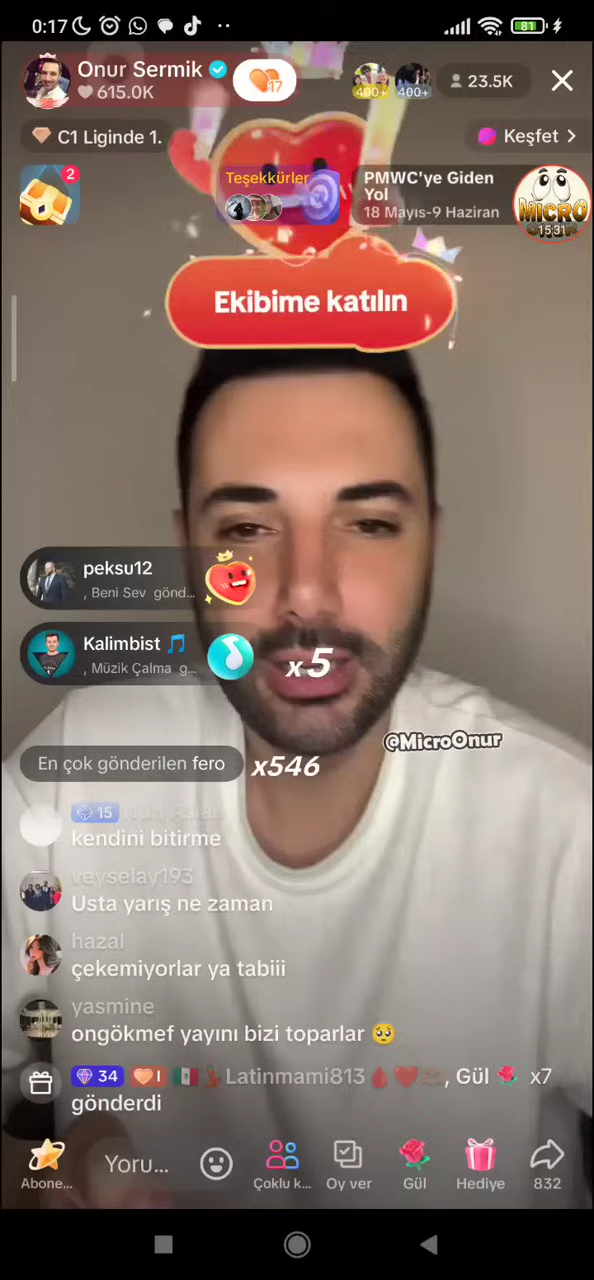 0:17
81
Onur Sermik
615.0K
17
400+
400+
23.5K
C1 Liginde 1.
Keşfet
2
Teşekkürler
PMWC'ye Giden
Yol
18 Mayıs-9 Haziran
MICRO
15:31
Ekibime katılın
peksu12
, Beni Sev gönd...
Kalimbist
, Müzik Çalma g...
x5
@MicroOnur
En çok gönderilen fero
x546
15
kendini bitirme
veyselay193
Usta yarış ne zaman
hazal
çekemiyorlar ya tabiii
yasmine
ongökmef yayını bizi toparlar 🥺
34 I Latinmami813, Gül 🌹 x7
gönderdi
Abone...
Yoru...
Çoklu k...
Oy ver
Gül
Hediye
832